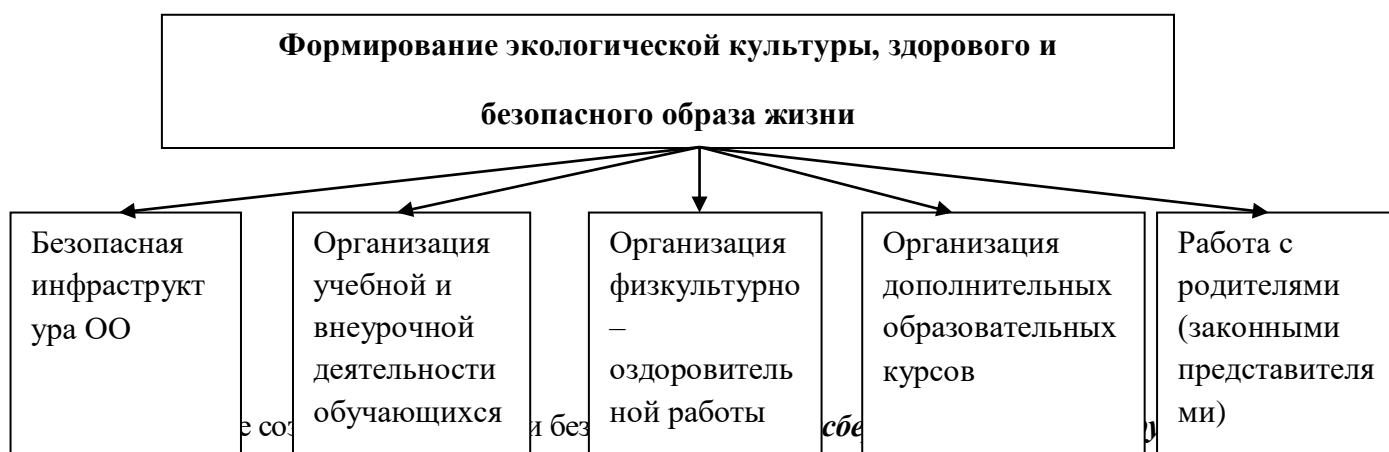 Формирование экологической культуры, здорового и
безопасного образа жизни
Безопасная
инфраструкт
ура ОО
Организация
учебной и
внеурочной
деятельности
обучающихся
Организация
физкультурно
–
оздоровитель
ной работы
Организация
дополнительных
образовательных
курсов
Работа с
родителями
(законными
представителя
ми)